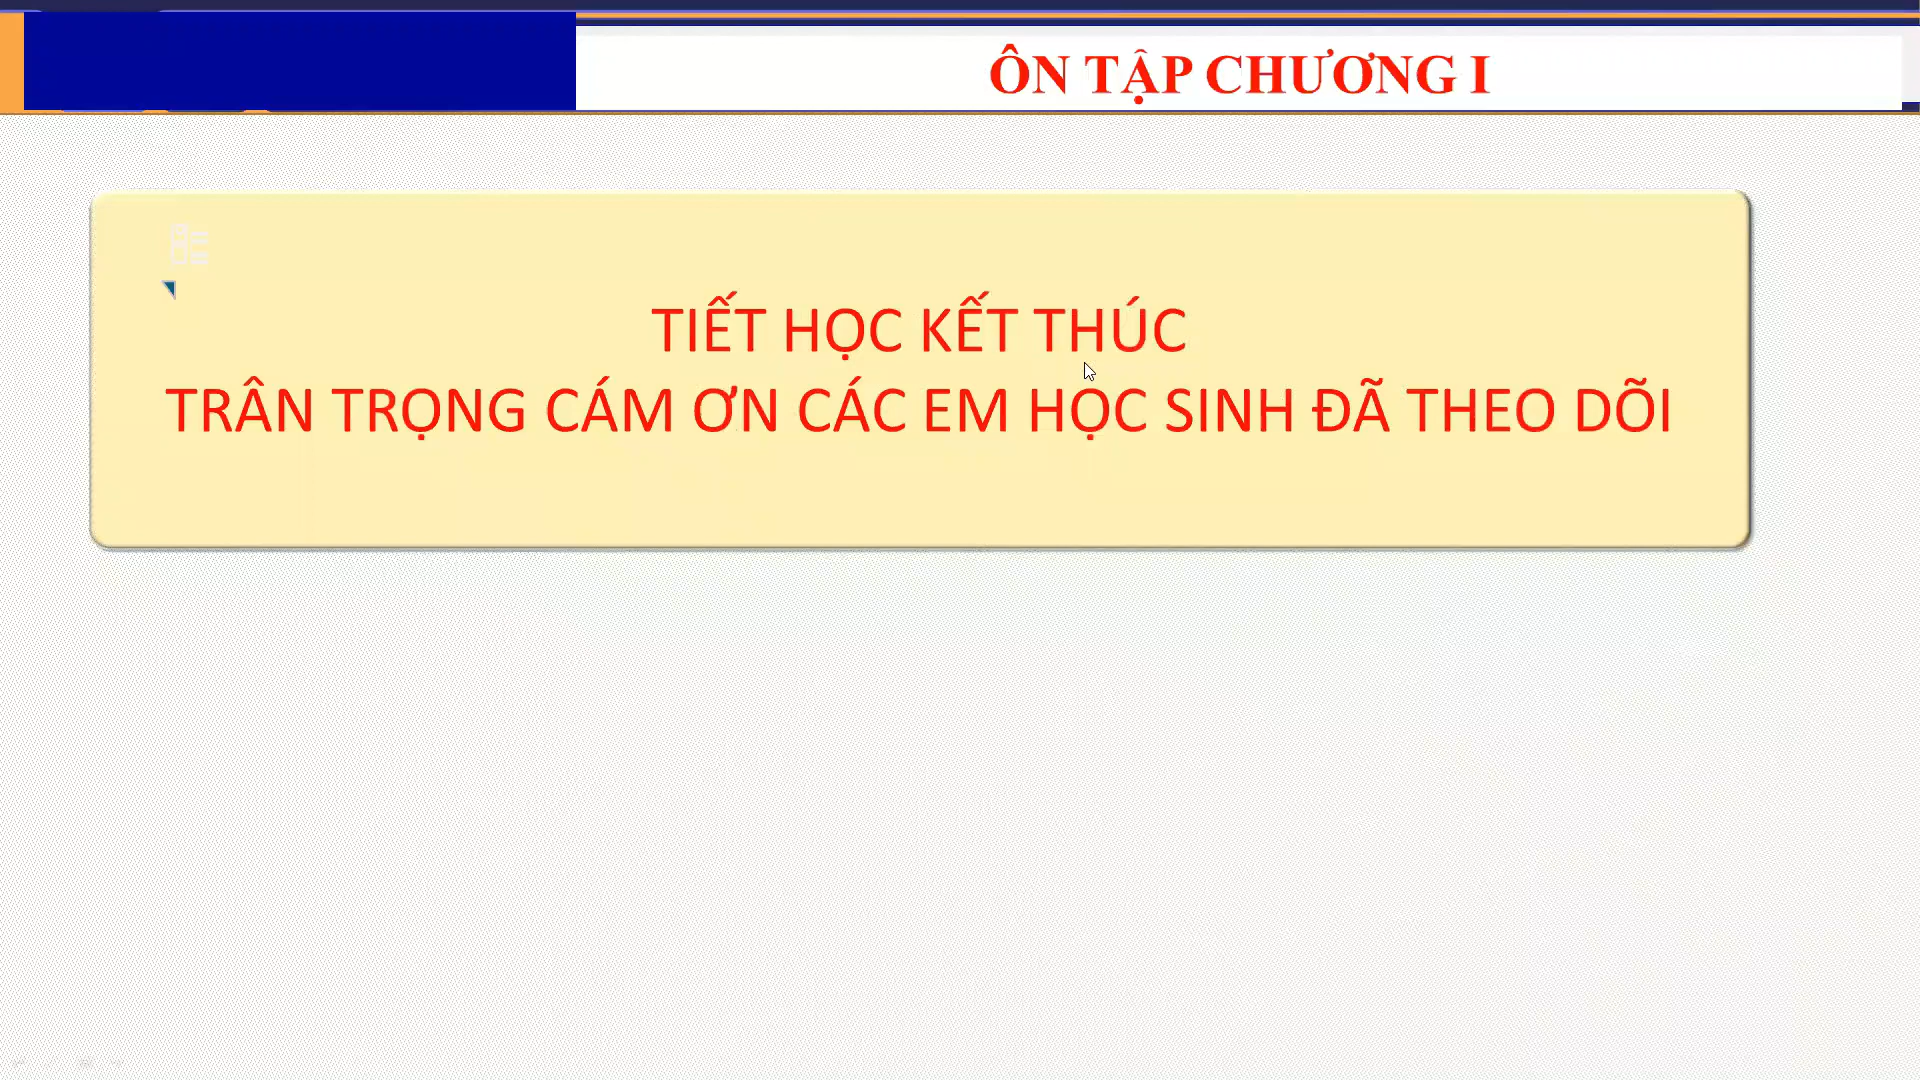 ÔN TẬP CHƯƠNG I
TIẾT HỌC KẾT THÚC
TRÂN TRỌNG CÁM ƠN CÁC EM HỌC SINH ĐÃ THEO DÕI